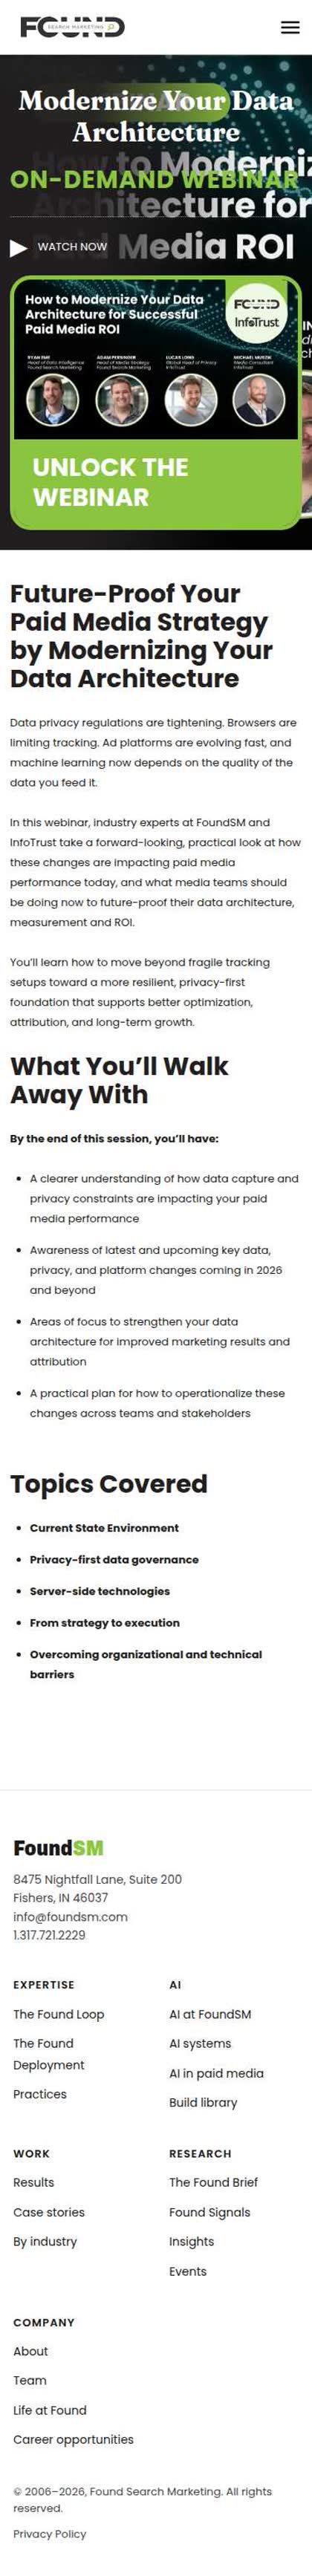 FOUND
SEARCH MARKETING
Modernize Your Data
Architecture
How to Moderniz
ON-DEMAND WEBINAR
Architecture for
WATCH NOW
Paid Media ROI
How to Modernize Your Data
Architecture for Successful
Paid Media ROI
FOUND
InfoTrust
LUCAS LONG
UNLOCK THE
WEBINAR
Future-Proof Your
Paid Media Strategy
by Modernizing Your
Data Architecture
Data privacy regulations are tightening. Browsers are
limiting tracking. Ad platforms are evolving fast, and
machine learning now depends on the quality of the
data you feed it.
In this webinar, industry experts at FoundSM and
InfoTrust take a forward-looking, practical look at how
these changes are impacting paid media
performance today, and what media teams should
be doing now to future-proof their data architecture,
measurement and ROI.
You’ll learn how to move beyond fragile tracking
setups toward a more resilient, privacy-first
foundation that supports better optimization,
attribution, and long-term growth.
What You’ll Walk
Away With
By the end of this session, you’ll have:
A clearer understanding of how data capture and
privacy constraints are impacting your paid
media performance
Awareness of latest and upcoming key data,
privacy, and platform changes coming in 2026
and beyond
Areas of focus to strengthen your data
architecture for improved marketing results and
attribution
A practical plan for how to operationalize these
changes across teams and stakeholders
Topics Covered
Current State Environment
Privacy-first data governance
Server-side technologies
From strategy to execution
Overcoming organizational and technical
barriers
FoundSM
8475 Nightfall Lane, Suite 200
Fishers, IN 46037
info@foundsm.com
1.317.721.2229
EXPERTISE
The Found Loop
The Found
Deployment
Practices
AI
AI at FoundSM
AI systems
AI in paid media
Build library
WORK
Results
Case stories
By industry
RESEARCH
The Found Brief
Found Signals
Insights
Events
COMPANY
About
Team
Life at Found
Career opportunities
© 2006–2026, Found Search Marketing. All rights
reserved.
Privacy Policy